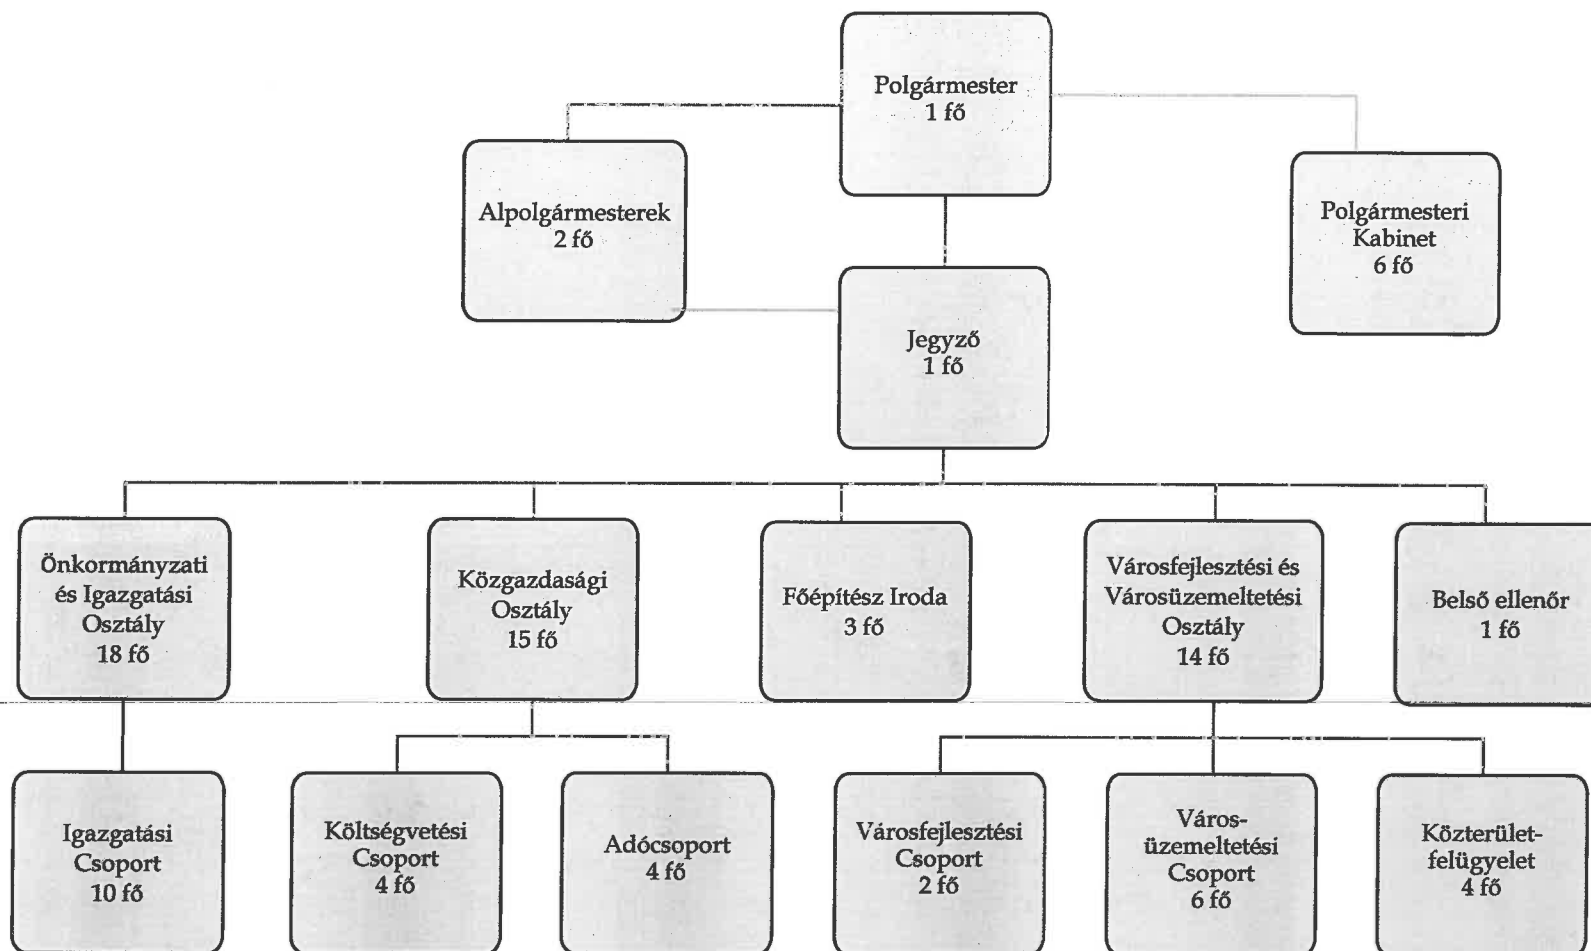 Polgármester
1 fő
Alpolgármesterek
2 fő
Polgármesteri
Kabinet
6 fő
Jegyző
1 fő
Önkormányzati
és Igazgatási
Osztály
18 fő
Közgazdasági
Osztály
15 fő
Főépítész Iroda
3 fő
Városfejlesztési és
Városüzemeltetési
Osztály
14 fő
Belső ellenőr
1 fő
Igazgatási
Csoport
10 fő
Költségvetési
Csoport
4 fő
Adócsoport
4 fő
Városfejlesztési
Csoport
2 fő
Város-
üzemeltetési
Csoport
6 fő
Közterület-
felügyelet
4 fő